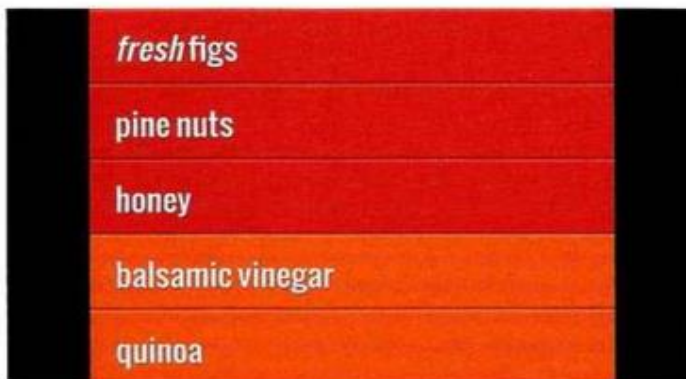 fresh figs
pine nuts
honey
balsamic vinegar
quinoa